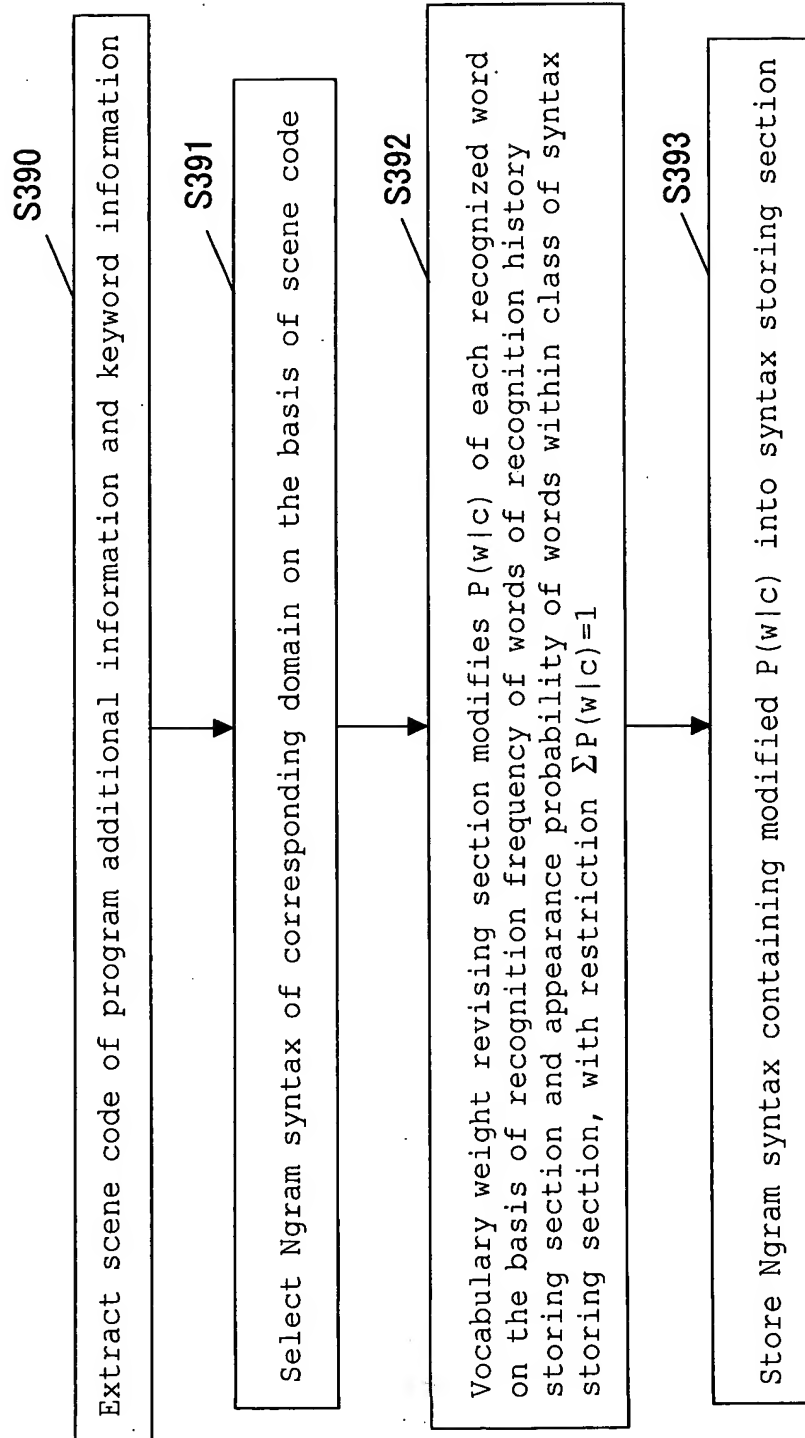 S390
Extract scene code of program additional information and keyword information
S391
Select Ngram syntax of corresponding domain on the basis of scene code
S392
Vocabulary weight revising section modifies P(w|c) of each recognized word
on the basis of recognition frequency of words of recognition history
storing section and appearance probability of words within class of syntax
storing section, with restriction ΣP(w|c)=1
S393
Store Ngram syntax containing modified P(w|c) into syntax storing section